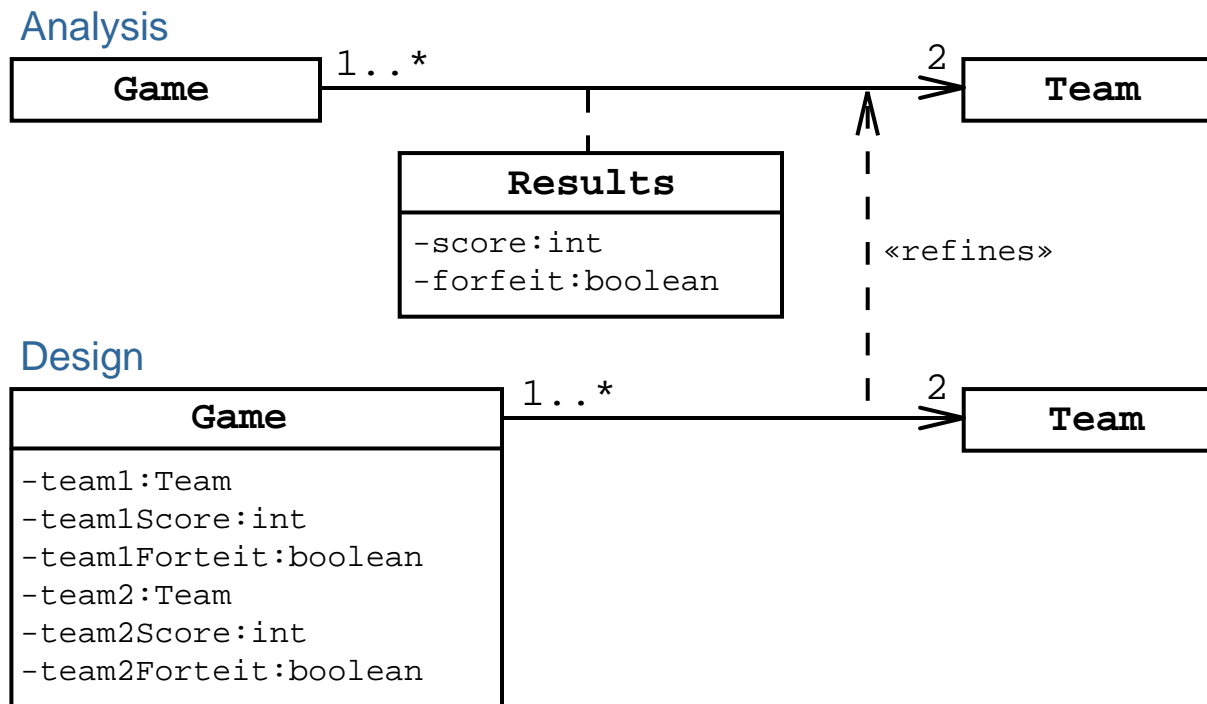 Analysis
1..*
2
Game
Team
Results
-score:int
-forfeit:boolean
«refines»
Design
1..*
2
Game
Team
-team1:Team
-team1Score:int
-team1Forteit:boolean
-team2:Team
-team2Score:int
-team2Forteit:boolean